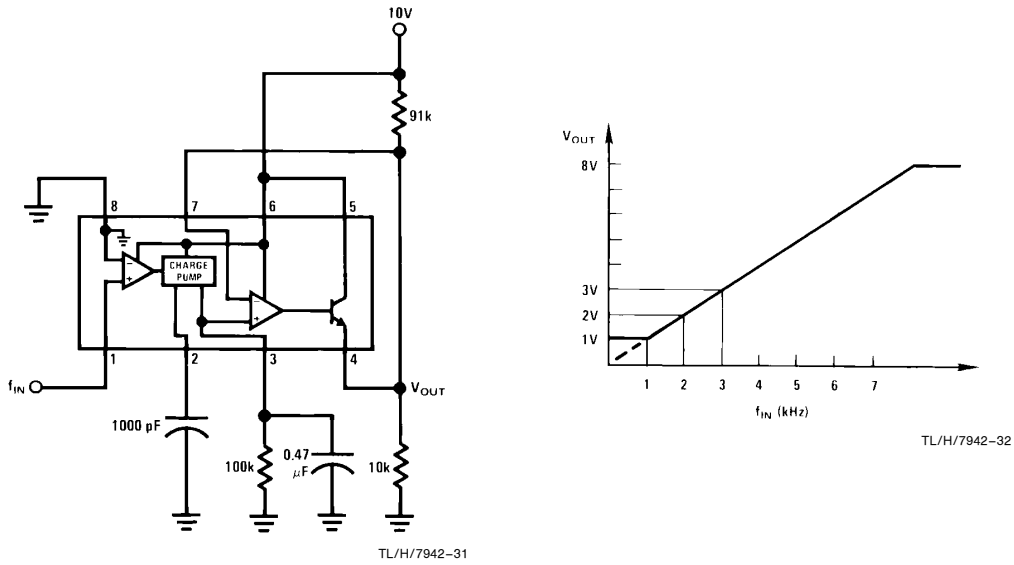 10V
91k
8 7 6 5
CHARGE
PUMP
−
+
−
+
1 2 3 4
fIN
VOUT
1000 pF
100k
0.47
μF
10k
TL/H/7942–31
VOUT
8V
3V
2V
1V
1 2 3 4 5 6 7
fIN (kHz)
TL/H/7942–32